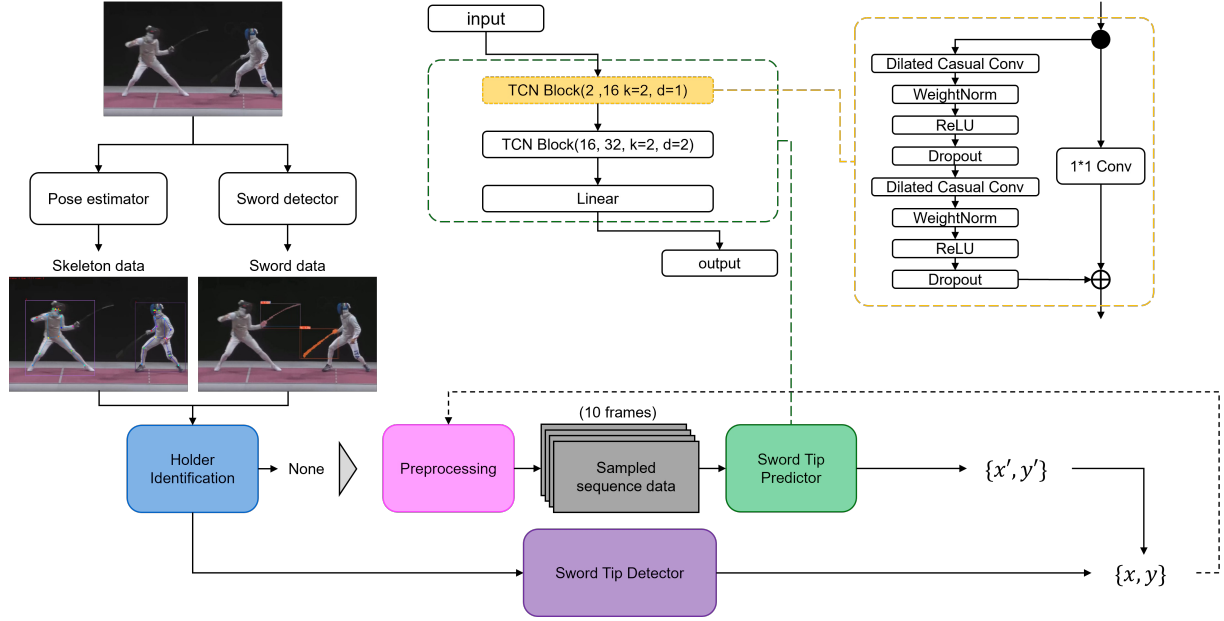 input
TCN Block(2 ,16 k=2, d=1)
TCN Block(16, 32, k=2, d=2)
Linear
output
Dilated Casual Conv
WeightNorm
ReLU
Dropout
Dilated Casual Conv
WeightNorm
ReLU
Dropout
1*1 Conv
Pose estimator
Sword detector
Skeleton data
Sword data
Holder
Identification
None
Preprocessing
(10 frames)
Sampled
sequence data
Sword Tip
Predictor
{x′, y′}
Sword Tip Detector
{x, y}